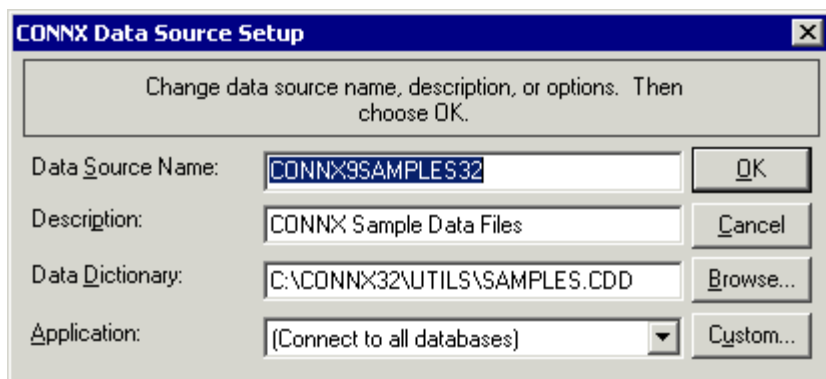 CONNX Data Source Setup
Change data source name, description, or options. Then
choose OK.
Data Source Name: CONNX9SAMPLES32 OK
Description: CONNX Sample Data Files Cancel
Data Dictionary: C:\CONNX32\UTILS\SAMPLES.CDD Browse...
Application: (Connect to all databases) Custom...